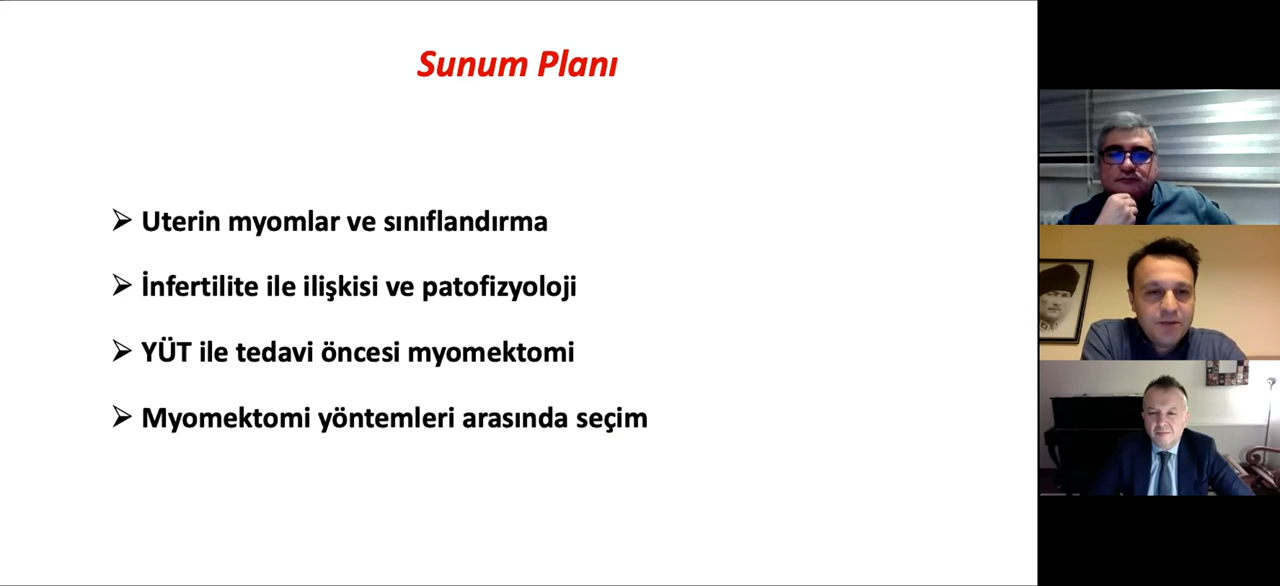 Sunum Planı
➢ Uterin myomlar ve sınıflandırma
➢ İnfertilite ile ilişkisi ve patofizyoloji
➢ YÜT ile tedavi öncesi myomektomi
➢ Myomektomi yöntemleri arasında seçim